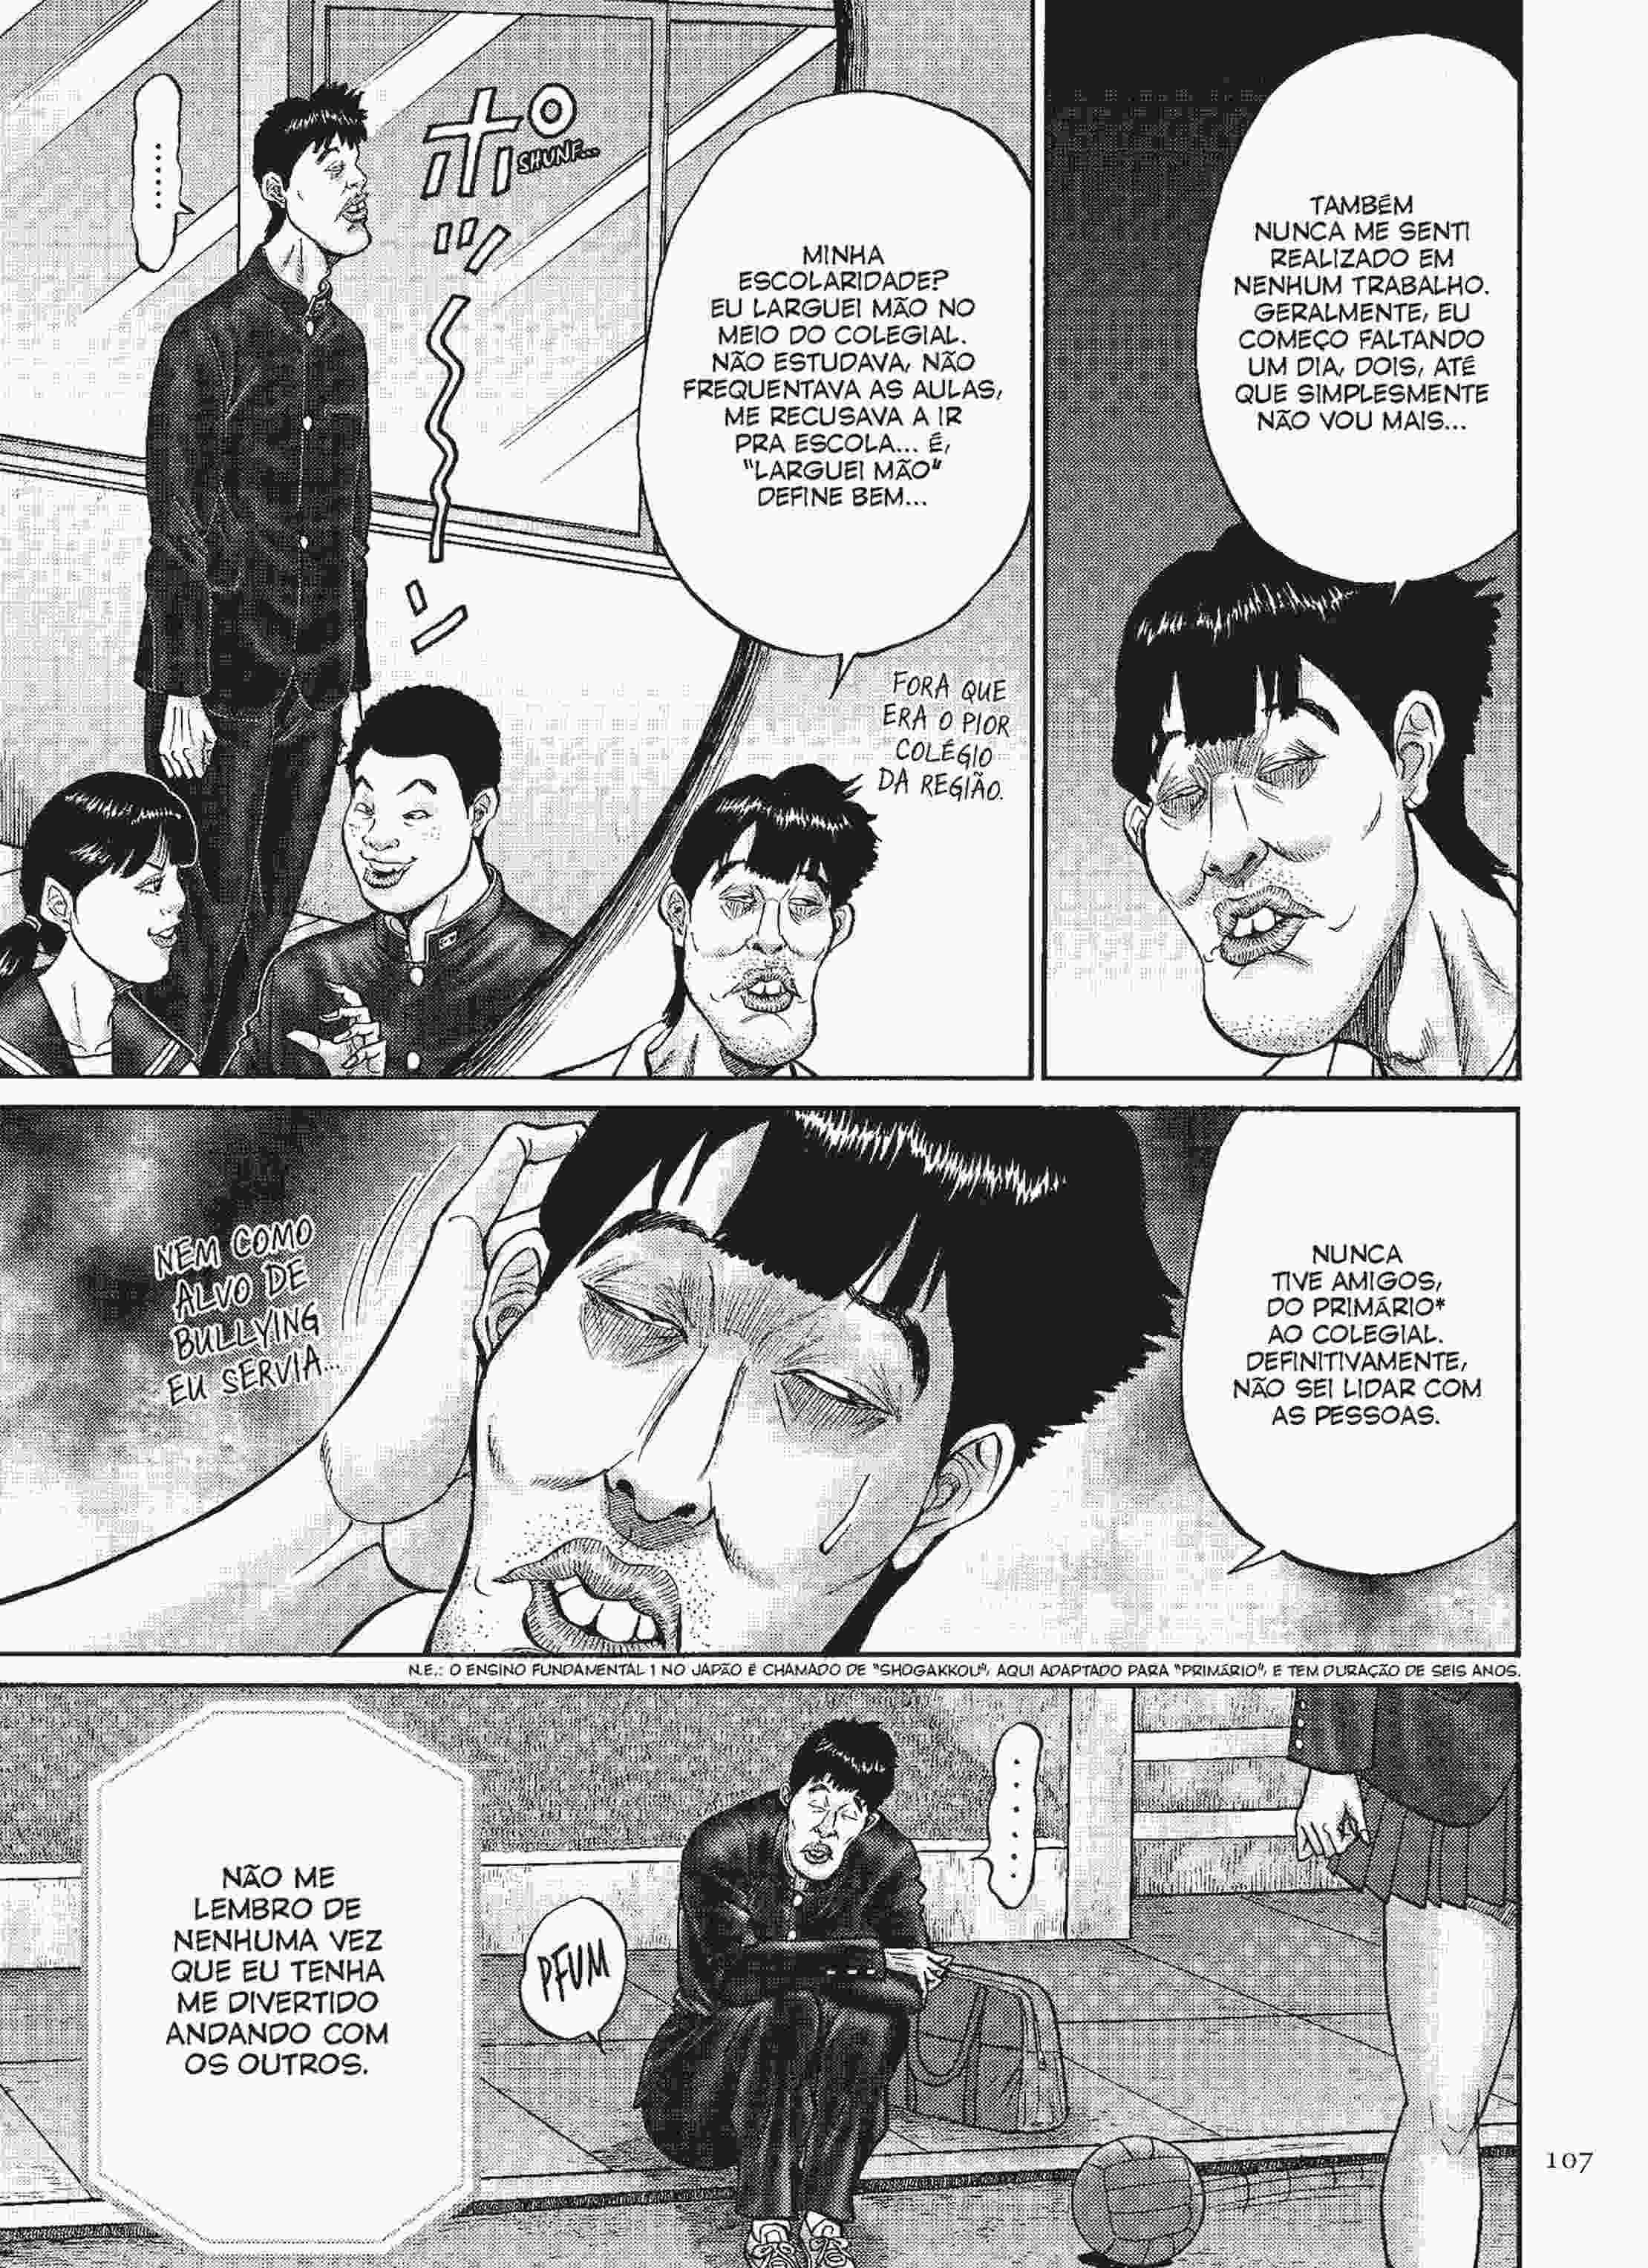 TAMBÉM
NUNCA ME SENTI
REALIZADO EM
NENHUM TRABALHO.
GERALMENTE, EU
COMEÇO FALTANDO
UM DIA, DOIS, ATÉ
QUE SIMPLESMENTE
NÃO VOU MAIS...
MINHA
ESCOLARIDADE?
EU LARGUEI MÃO NO
MEIO DO COLEGIAL.
NÃO ESTUDAVA, NÃO
FREQUENTAVA AS AULAS,
ME RECUSAVA A IR
PRA ESCOLA... É,
"LARGUEI MÃO"
DEFINE BEM...
FORA QUE
ERA O PIOR
COLÉGIO
DA REGIÃO.
ポツーン
SHUNF...
......
NUNCA
TIVE AMIGOS,
DO PRIMÁRIO*
AO COLEGIAL.
DEFINITIVAMENTE,
NÃO SEI LIDAR COM
AS PESSOAS.
NEM COMO
ALVO DE
BULLYING
EU SERVIA...
N.E.: O ENSINO FUNDAMENTAL 1 NO JAPÃO É CHAMADO DE "SHOGAKKOU", AQUI ADAPTADO PARA "PRIMÁRIO", E TEM DURAÇÃO DE SEIS ANOS.
......
PFUM
NÃO ME
LEMBRO DE
NENHUMA VEZ
QUE EU TENHA
ME DIVERTIDO
ANDANDO COM
OS OUTROS.
107